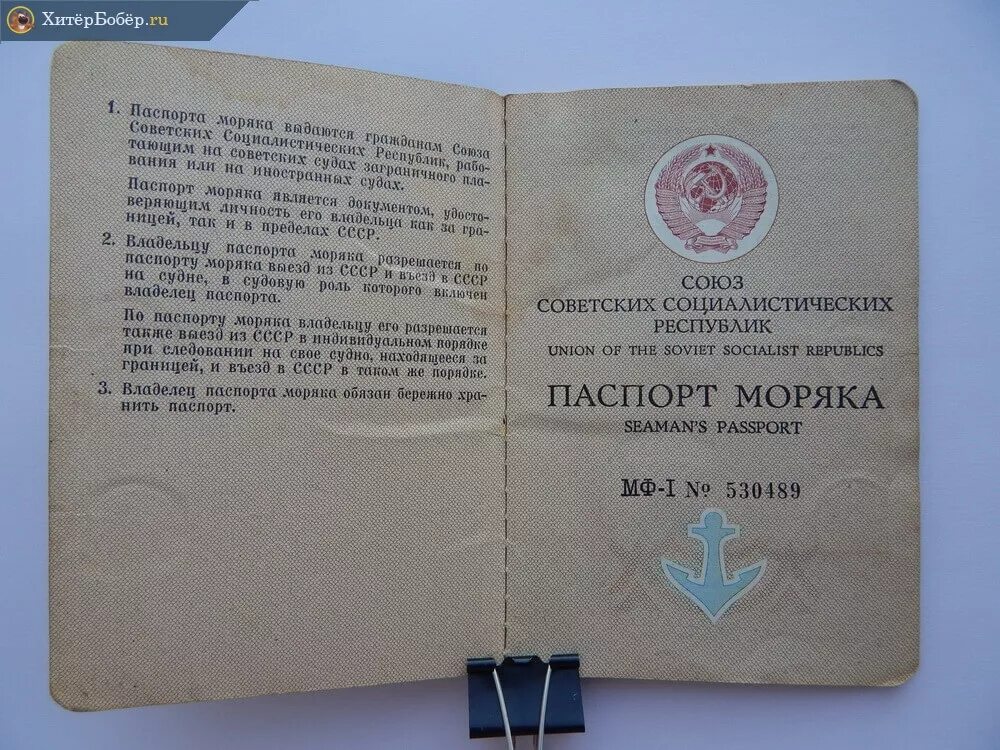 ХитёрБобёр.ru
1. Паспорта моряка выдаются гражданам Союза
Советских Социалистических Республик, рабо-
тающим на советских судах заграничного пла-
вания или на иностранных судах.
Паспорт моряка является документом, удосто-
веряющим личность его владельца как за гра-
ницей, так и в пределах СССР.
2. Владельцу паспорта моряка разрешается по
паспорту моряка выезд из СССР и въезд в СССР
на судне, в судовую роль которого включен
владелец паспорта.
По паспорту моряка владельцу его разрешается
также выезд из СССР в индивидуальном порядке
при следовании на свое судно, находящееся за
границей, и въезд в СССР в таком же порядке.
3. Владелец паспорта моряка обязан бережно хра-
нить паспорт.
СОЮЗ
СОВЕТСКИХ СОЦИАЛИСТИЧЕСКИХ
РЕСПУБЛИК
UNION OF THE SOVIET SOCIALIST REPUBLICS
ПАСПОРТ МОРЯКА
SEAMAN'S PASSPORT
МФ-I № 530489